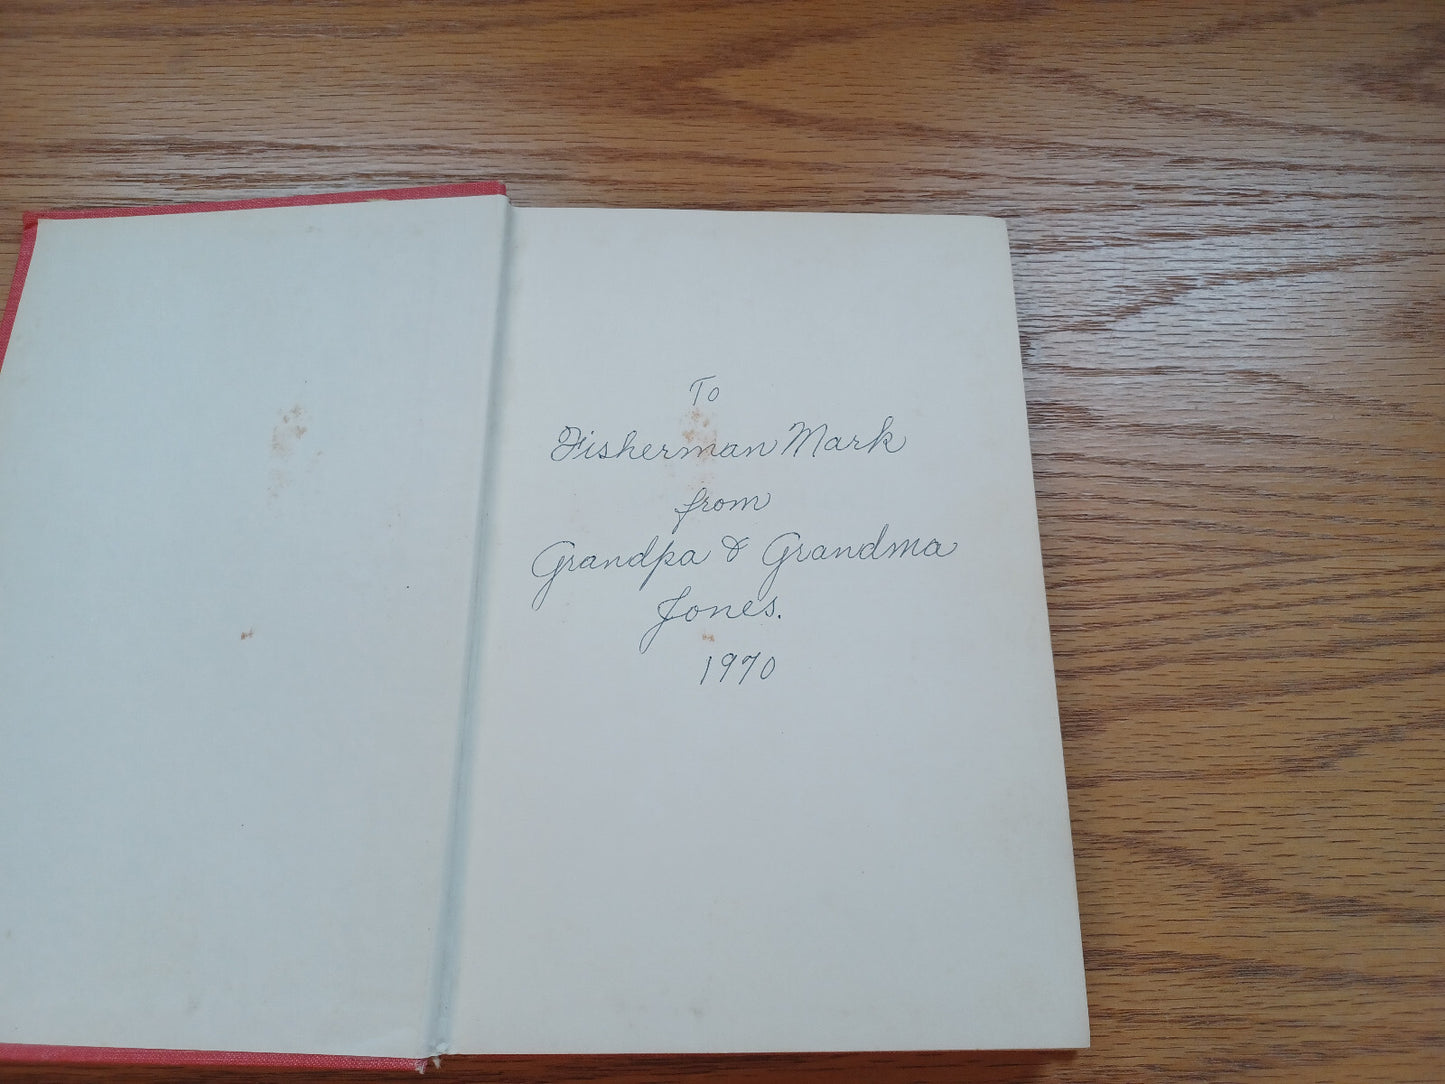 To
Fisherman Mark
from
Grandpa & Grandma
Jones.
1970